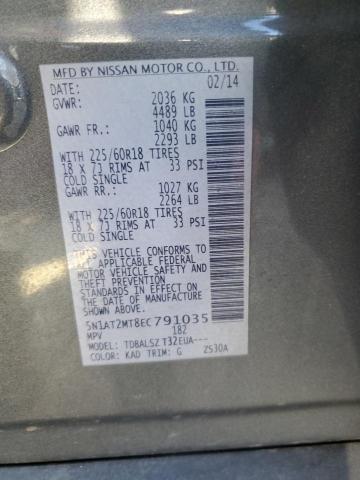 MFD BY NISSAN MOTOR CO., LTD.
DATE: 02/14
GVWR: 2036 KG
4489 LB
GAWR FR.: 1040 KG
2293 LB
WITH 225/60R18 TIRES
18 X 7J RIMS AT 33 PSI
COLD SINGLE
GAWR RR.: 1027 KG
2264 LB
WITH 225/60R18 TIRES
18 X 7J RIMS AT 33 PSI
COLD SINGLE
THIS VEHICLE CONFORMS TO
ALL APPLICABLE FEDERAL
MOTOR VEHICLE SAFETY
AND THEFT PREVENTION
STANDARDS IN EFFECT ON
THE DATE OF MANUFACTURE
SHOWN ABOVE.
5N1AT2MT8EC791035
MPV 182
MODEL: TDBALSZ T32EUA---
COLOR: KAD TRIM: G ZS30A